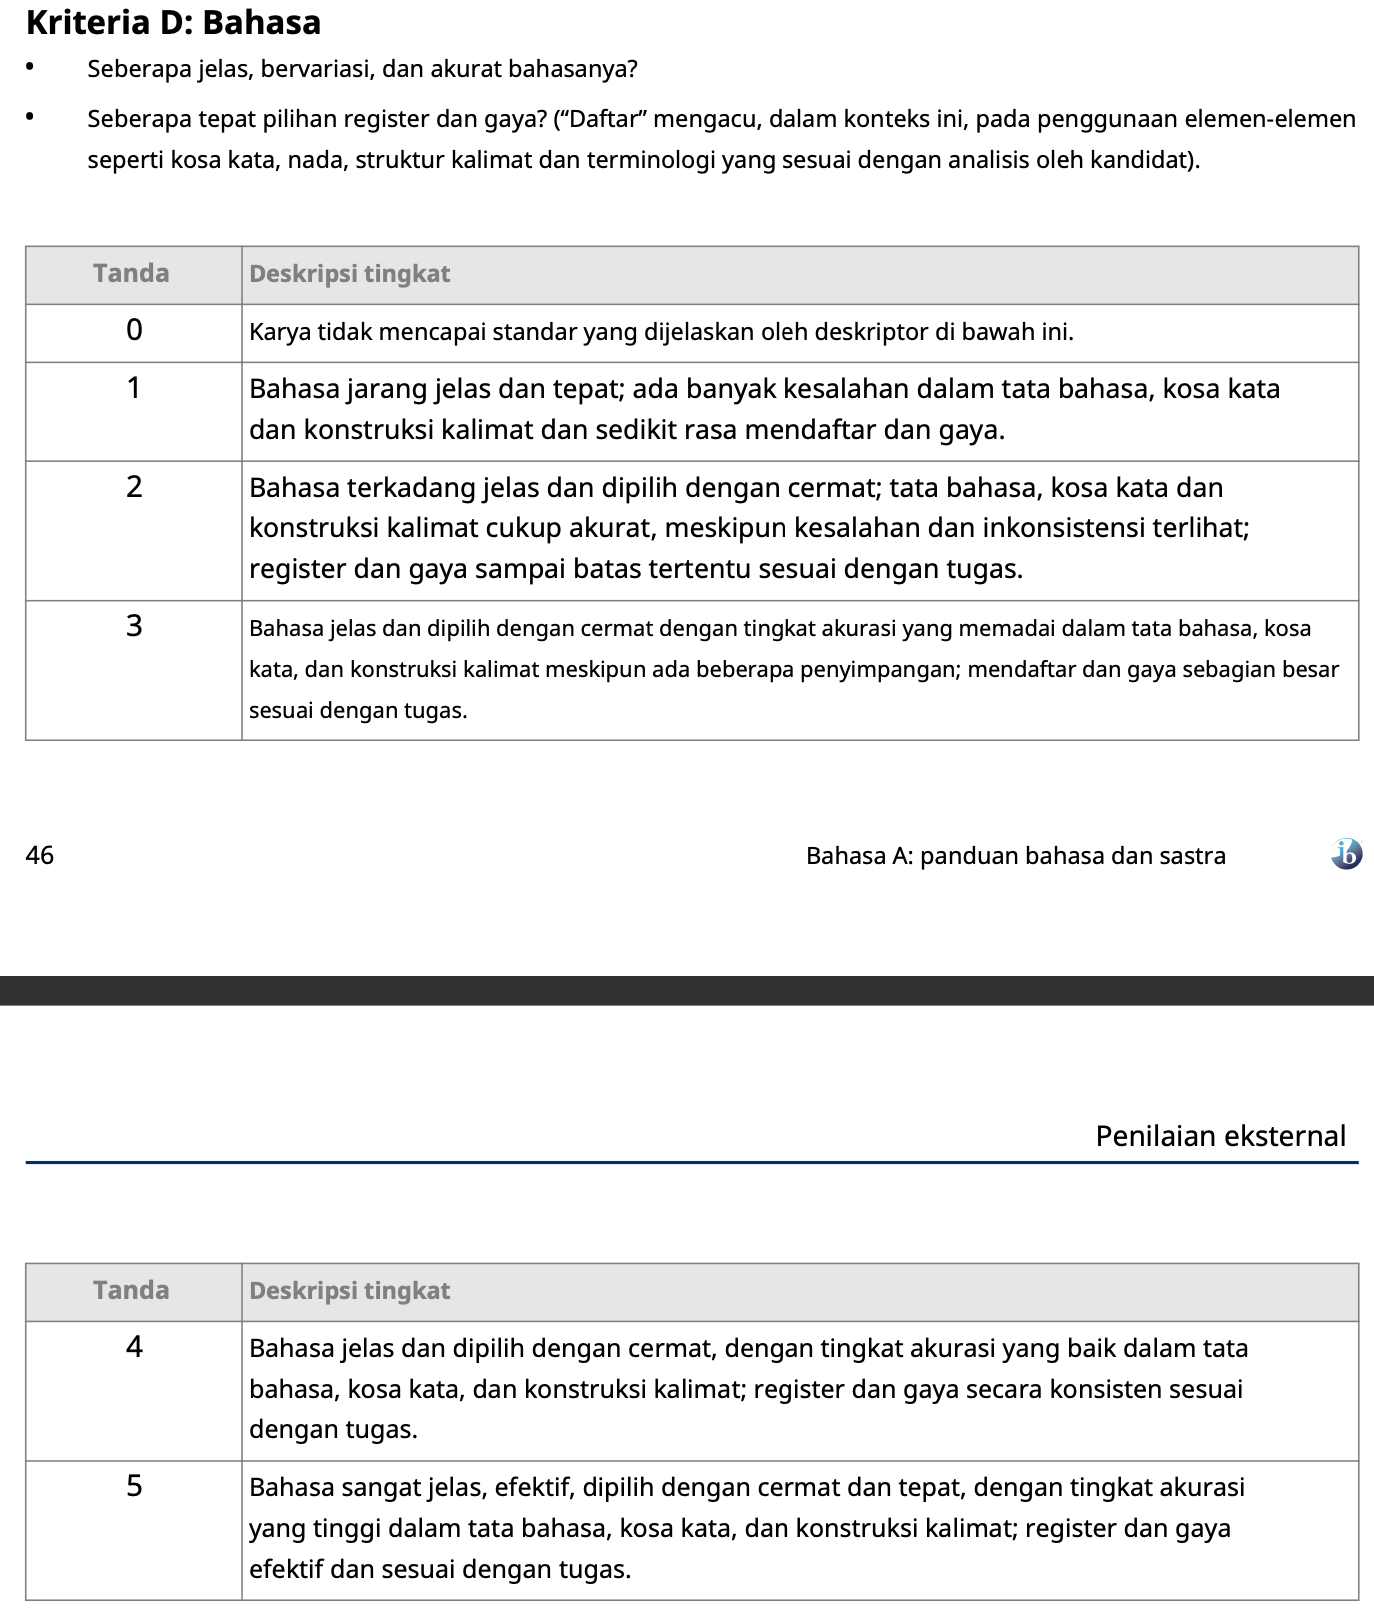 Kriteria D: Bahasa
• Seberapa jelas, bervariasi, dan akurat bahasanya?
• Seberapa tepat pilihan register dan gaya? (“Daftar” mengacu, dalam konteks ini, pada penggunaan elemen-elemen
seperti kosa kata, nada, struktur kalimat dan terminologi yang sesuai dengan analisis oleh kandidat).
Tanda Deskripsi tingkat
0 Karya tidak mencapai standar yang dijelaskan oleh deskriptor di bawah ini.
1 Bahasa jarang jelas dan tepat; ada banyak kesalahan dalam tata bahasa, kosa kata
dan konstruksi kalimat dan sedikit rasa mendaftar dan gaya.
2 Bahasa terkadang jelas dan dipilih dengan cermat; tata bahasa, kosa kata dan
konstruksi kalimat cukup akurat, meskipun kesalahan dan inkonsistensi terlihat;
register dan gaya sampai batas tertentu sesuai dengan tugas.
3 Bahasa jelas dan dipilih dengan cermat dengan tingkat akurasi yang memadai dalam tata bahasa, kosa
kata, dan konstruksi kalimat meskipun ada beberapa penyimpangan; mendaftar dan gaya sebagian besar
sesuai dengan tugas.
46 Bahasa A: panduan bahasa dan sastra ib
Penilaian eksternal
Tanda Deskripsi tingkat
4 Bahasa jelas dan dipilih dengan cermat, dengan tingkat akurasi yang baik dalam tata
bahasa, kosa kata, dan konstruksi kalimat; register dan gaya secara konsisten sesuai
dengan tugas.
5 Bahasa sangat jelas, efektif, dipilih dengan cermat dan tepat, dengan tingkat akurasi
yang tinggi dalam tata bahasa, kosa kata, dan konstruksi kalimat; register dan gaya
efektif dan sesuai dengan tugas.